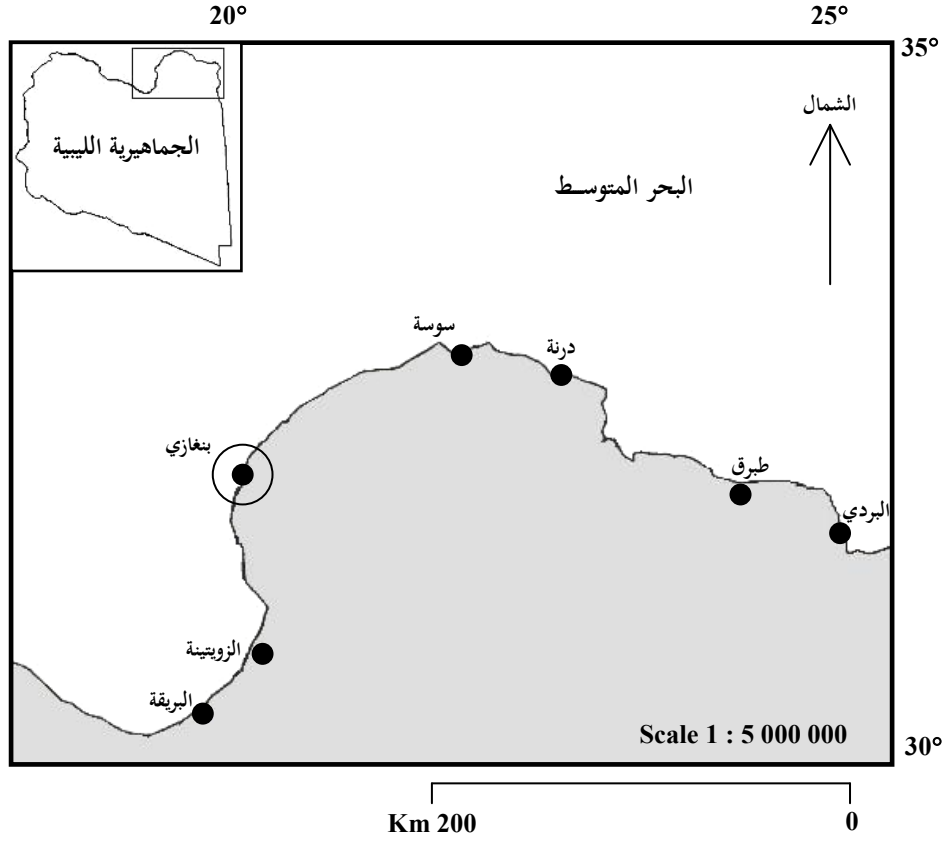 20°
25°
35°
الشمال
الجماهيرية الليبية
البحر المتوسط
سوسة
درنة
بنغازي
طبرق
البردي
الزويتينة
البريقة
Scale 1 : 5 000 000
30°
Km 200
0